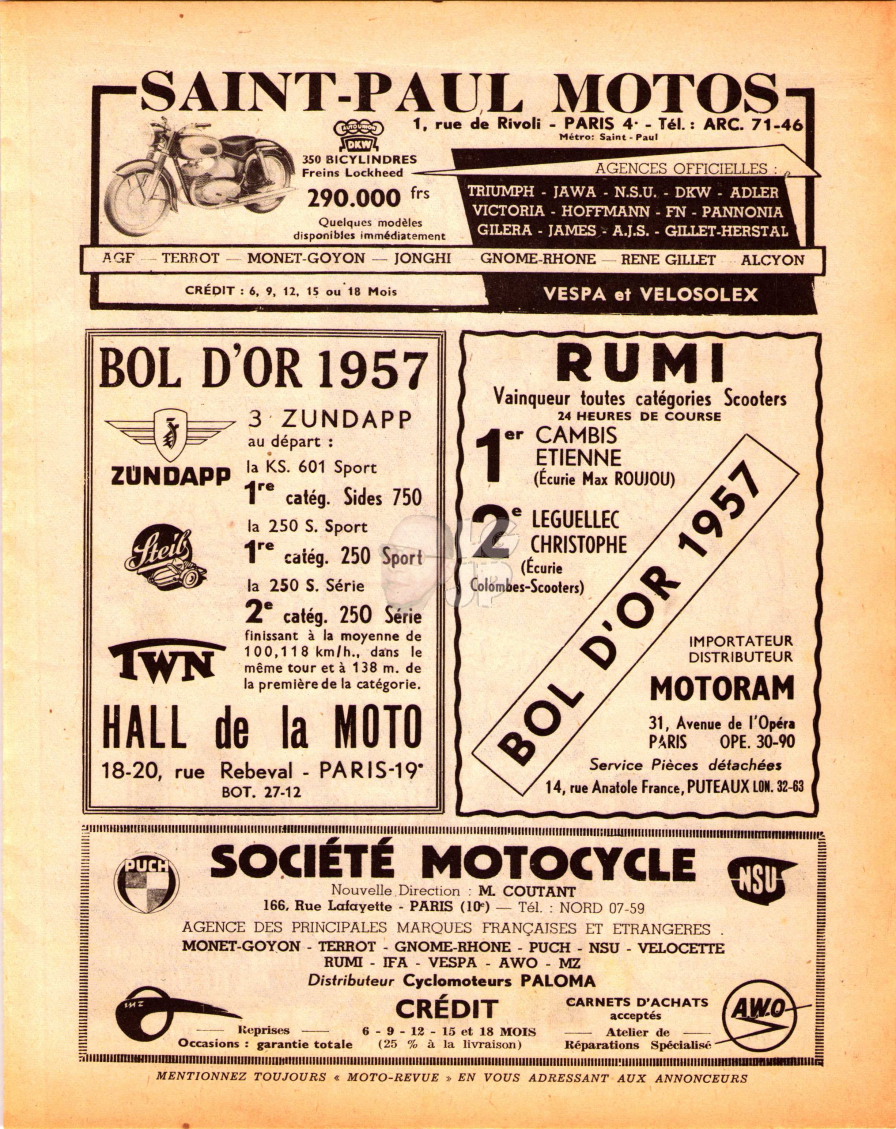 SAINT-PAUL MOTOS
1, rue de Rivoli - PARIS 4ᵉ - Tél. : ARC. 71-46
Métro: Saint-Paul
AUTO UNION
DKW
350 BICYLINDRES
Freins Lockheed
290.000 frs
Quelques modèles
disponibles immédiatement
AGENCES OFFICIELLES :
TRIUMPH - JAWA - N.S.U. - DKW - ADLER
VICTORIA - HOFFMANN - FN - PANNONIA
GILERA - JAMES - A.J.S. - GILLET-HERSTAL
AGF — TERROT — MONET-GOYON — JONGHI — GNOME-RHONE — RENE GILLET — ALCYON
CRÉDIT : 6, 9, 12, 15 ou 18 Mois
VESPA et VELOSOLEX
BOL D'OR 1957
ZÜNDAPP
3 ZUNDAPP
au départ :
la KS. 601 Sport
1re catég. Sides 750
la 250 S. Sport
1re catég. 250 Sport
la 250 S. Série
2e catég. 250 Série
finissant à la moyenne de
100,118 km/h., dans le
même tour et à 138 m. de
la première de la catégorie.
Steib
TWN
HALL de la MOTO
18-20, rue Rebeval - PARIS-19ᵉ
BOT. 27-12
RUMI
Vainqueur toutes catégories Scooters
24 HEURES DE COURSE
1er CAMBIS
ETIENNE
(Écurie Max ROUJOU)
2e LEGUELLEC
CHRISTOPHE
(Écurie
Colombes-Scooters)
BOL D'OR 1957
IMPORTATEUR
DISTRIBUTEUR
MOTORAM
31, Avenue de l'Opéra
PARIS OPE. 30-90
Service Pièces détachées
14, rue Anatole France, PUTEAUX LON. 32-63
PUCH
SOCIÉTÉ MOTOCYCLE
NSU
Nouvelle Direction : M. COUTANT
166, Rue Lafayette - PARIS (10ᵉ) — Tél. : NORD 07-59
AGENCE DES PRINCIPALES MARQUES FRANÇAISES ET ETRANGERES .
MONET-GOYON - TERROT - GNOME-RHONE - PUCH - NSU - VELOCETTE
RUMI - IFA - VESPA - AWO - MZ
Distributeur Cyclomoteurs PALOMA
— Reprises —
Occasions : garantie totale
CRÉDIT
6 - 9 - 12 - 15 et 18 MOIS
(25 % à la livraison)
CARNETS D'ACHATS
acceptés
— Atelier de —
Réparations Spécialisé
AWO
MENTIONNEZ TOUJOURS « MOTO-REVUE » EN VOUS ADRESSANT AUX ANNONCEURS